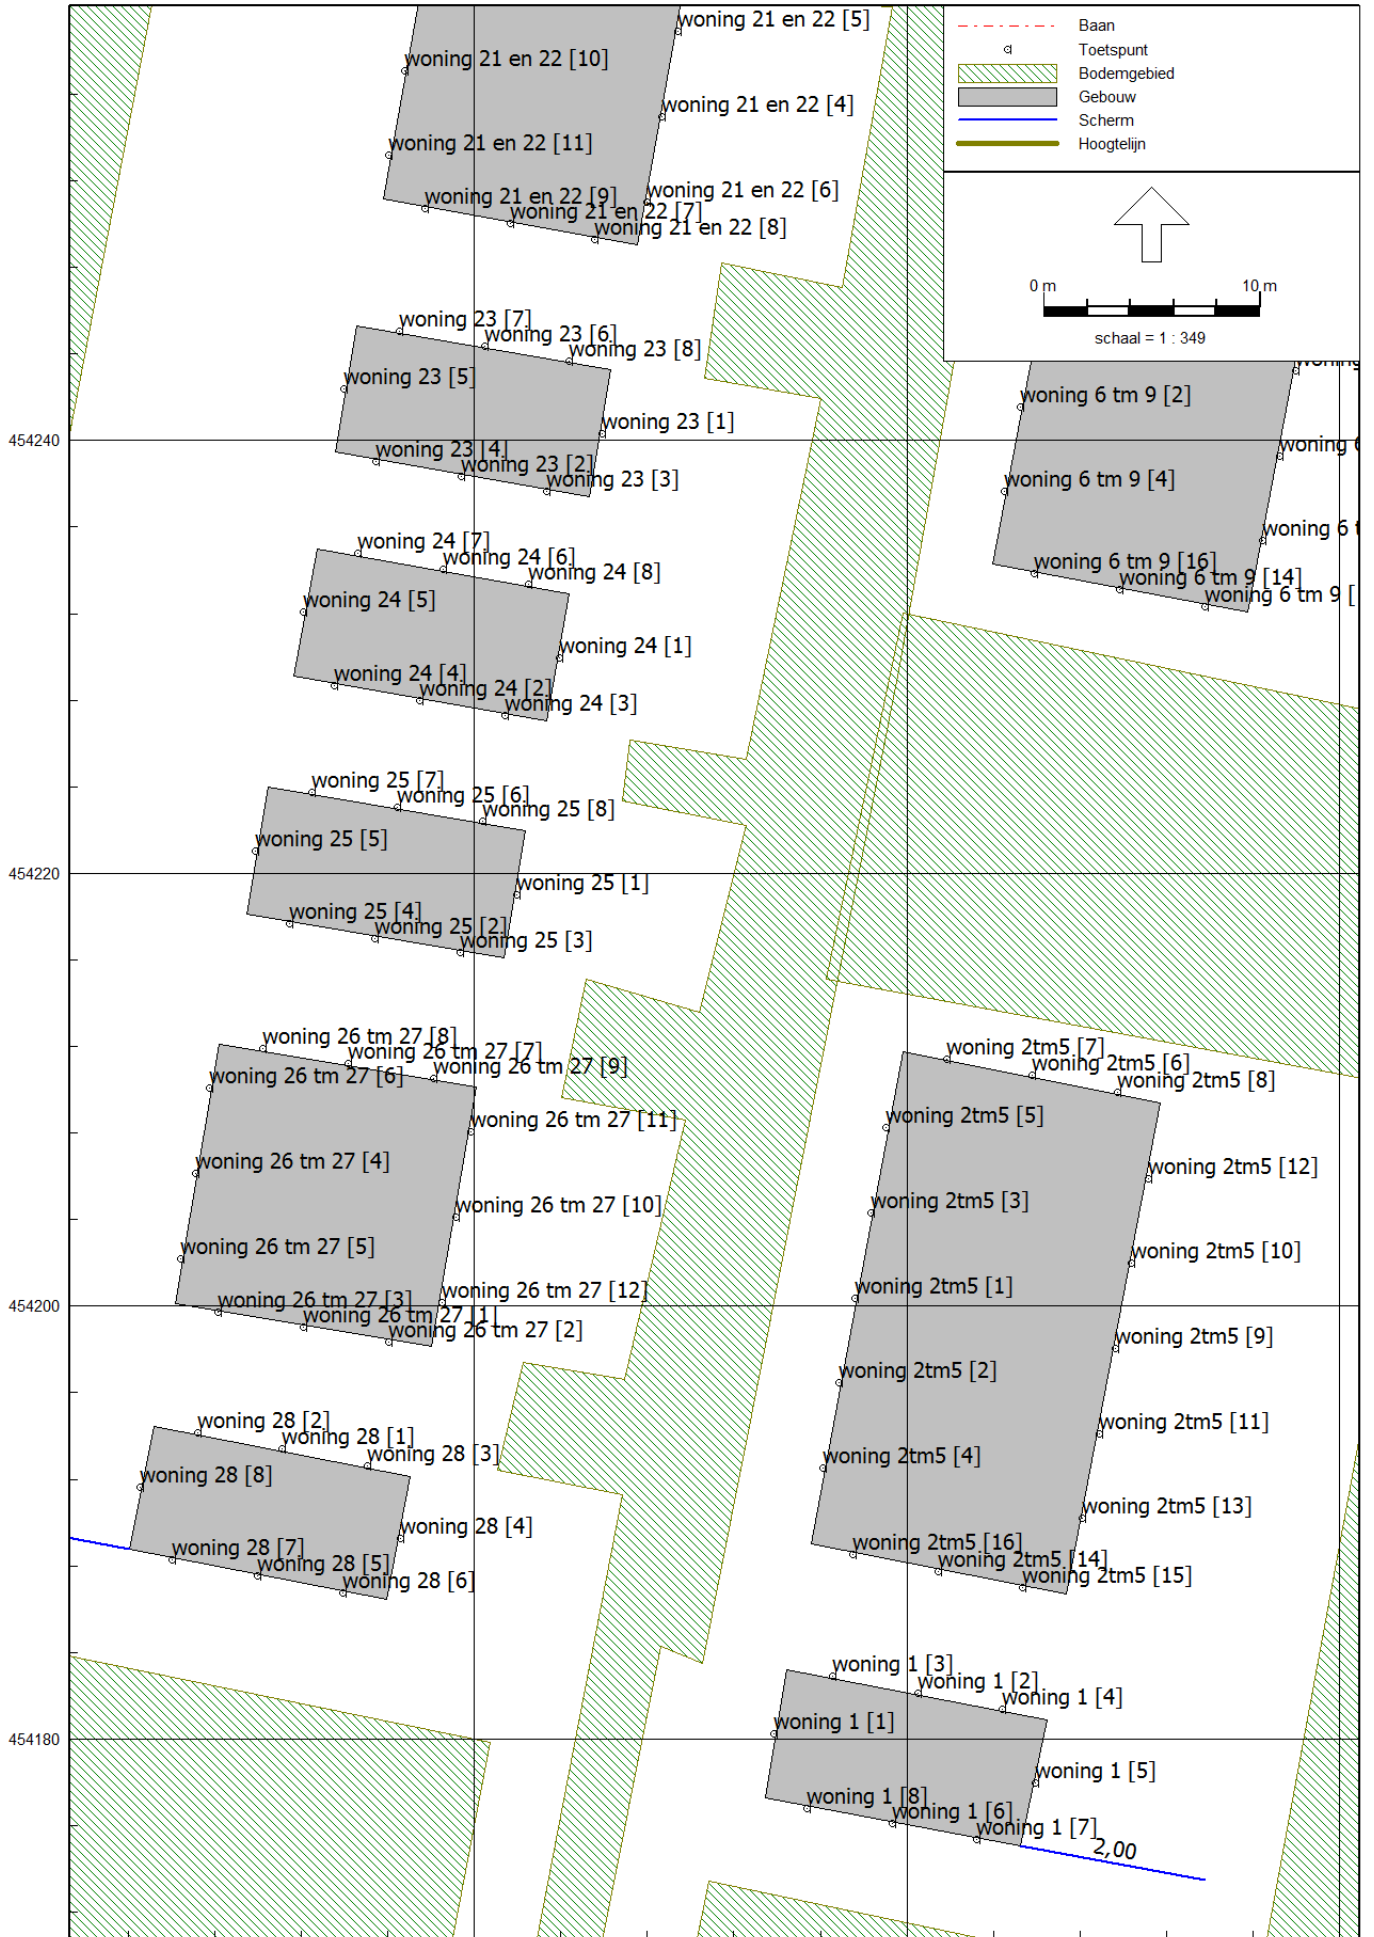 woning 21 en 22 [5]
Baan
Toetspunt
woning 21 en 22 [10]
Bodemgebied
Gebouw
woning 21 en 22 [4]
Scherm
Hoogtelijn
woning 21 en 22 [11]
woning 21 en 22 [6]
woning 21 en 22 [9]
woning 21 en 22 [7]
woning 21 en 22 [8]
0 m
10 m
schaal = 1 : 349
woning 23 [7]
woning 23 [6]
woning 23 [8]
woning
woning 23 [5]
woning 6 tm 9 [2]
woning 23 [1]
454240
woning 23 [4]
woning 6
woning 23 [2]
woning 23 [3]
woning 6 tm 9 [4]
woning 6 t
woning 24 [7]
woning 24 [6]
woning 24 [8]
woning 6 tm 9 [16]
woning 6 tm 9 [14]
woning 6 tm 9 [
woning 24 [5]
woning 24 [1]
woning 24 [4]
woning 24 [2]
woning 24 [3]
woning 25 [7]
woning 25 [6]
woning 25 [8]
woning 25 [5]
454220
woning 25 [1]
woning 25 [4]
woning 25 [2]
woning 25 [3]
woning 26 tm 27 [8]
woning 26 tm 27 [7]
woning 26 tm 27 [9]
woning 2tm5 [7]
woning 2tm5 [6]
woning 2tm5 [8]
woning 26 tm 27 [6]
woning 26 tm 27 [11]
woning 2tm5 [5]
woning 26 tm 27 [4]
woning 2tm5 [12]
woning 26 tm 27 [10]
woning 2tm5 [3]
woning 26 tm 27 [5]
woning 2tm5 [10]
woning 26 tm 27 [12]
woning 2tm5 [1]
454200
woning 26 tm 27 [3]
woning 26 tm 27 [1]
woning 26 tm 27 [2]
woning 2tm5 [9]
woning 2tm5 [2]
woning 28 [2]
woning 28 [1]
woning 28 [3]
woning 2tm5 [11]
woning 28 [8]
woning 2tm5 [4]
woning 28 [4]
woning 2tm5 [13]
woning 28 [7]
woning 28 [5]
woning 28 [6]
woning 2tm5 [16]
woning 2tm5 [14]
woning 2tm5 [15]
woning 1 [3]
woning 1 [2]
woning 1 [4]
woning 1 [1]
454180
woning 1 [5]
woning 1 [8]
woning 1 [6]
woning 1 [7]
2,00